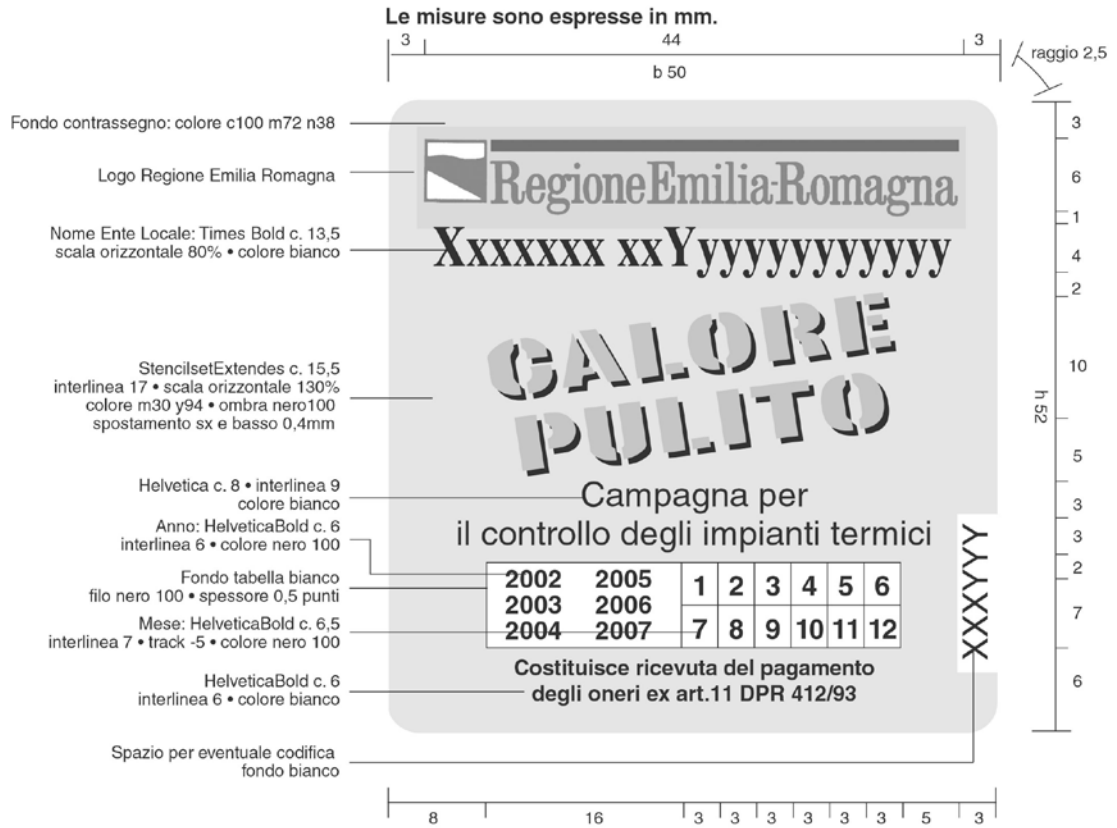 Le misure sono espresse in mm.
3 44 3
b 50
raggio 2,5
Fondo contrassegno: colore c100 m72 n38
Logo Regione Emilia Romagna
RegioneEmilia-Romagna
Nome Ente Locale: Times Bold c. 13,5
scala orizzontale 80% • colore bianco
Xxxxxxx xxYyyyyyyyyyy
StencilsetExtendes c. 15,5
interlinea 17 • scala orizzontale 130%
colore m30 y94 • ombra nero100
spostamento sx e basso 0,4mm
CALORE
PULITO
Helvetica c. 8 • interlinea 9
colore bianco
Campagna per
il controllo degli impianti termici
Anno: HelveticaBold c. 6
interlinea 6 • colore nero 100
Fondo tabella bianco
filo nero 100 • spessore 0,5 punti
Mese: HelveticaBold c. 6,5
interlinea 7 • track -5 • colore nero 100
2002 2005
2003 2006
2004 2007
1 2 3 4 5 6
7 8 9 10 11 12
XXXYYY
HelveticaBold c. 6
interlinea 6 • colore bianco
Costituisce ricevuta del pagamento
degli oneri ex art.11 DPR 412/93
Spazio per eventuale codifica
fondo bianco
3
6
1
4
2
10
5
3
3
2
7
6
h 52
8 16 3 3 3 3 3 3 5 3